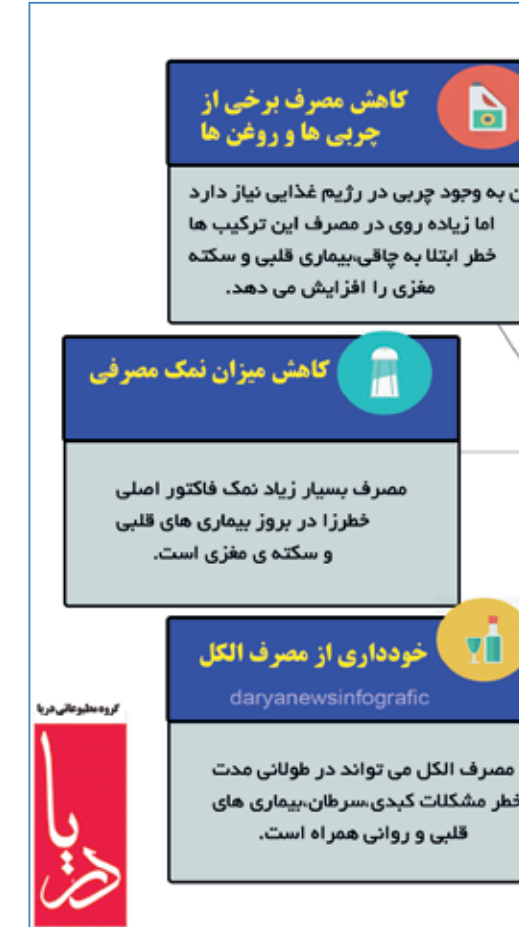 کاهش مصرف برخی از
چربی ها و روغن ها
به وجود چربی در رژیم غذایی نیاز دارد
اما زیاده روی در مصرف این ترکیب ها
خطر ابتلا به چاقی،بیماری قلبی و سکته
مغزی را افزایش می دهد.
کاهش میزان نمک مصرفی
مصرف بسیار زیاد نمک فاکتور اصلی
خطرزا در بروز بیماری های قلبی
و سکته ی مغزی است.
خودداری از مصرف الکل
daryanewsinfografic
مصرف الکل می تواند در طولانی مدت
خطر مشکلات کبدی،سرطان،بیماری های
قلبی و روانی همراه است.
گروه مطبوعاتی دریا
دریا